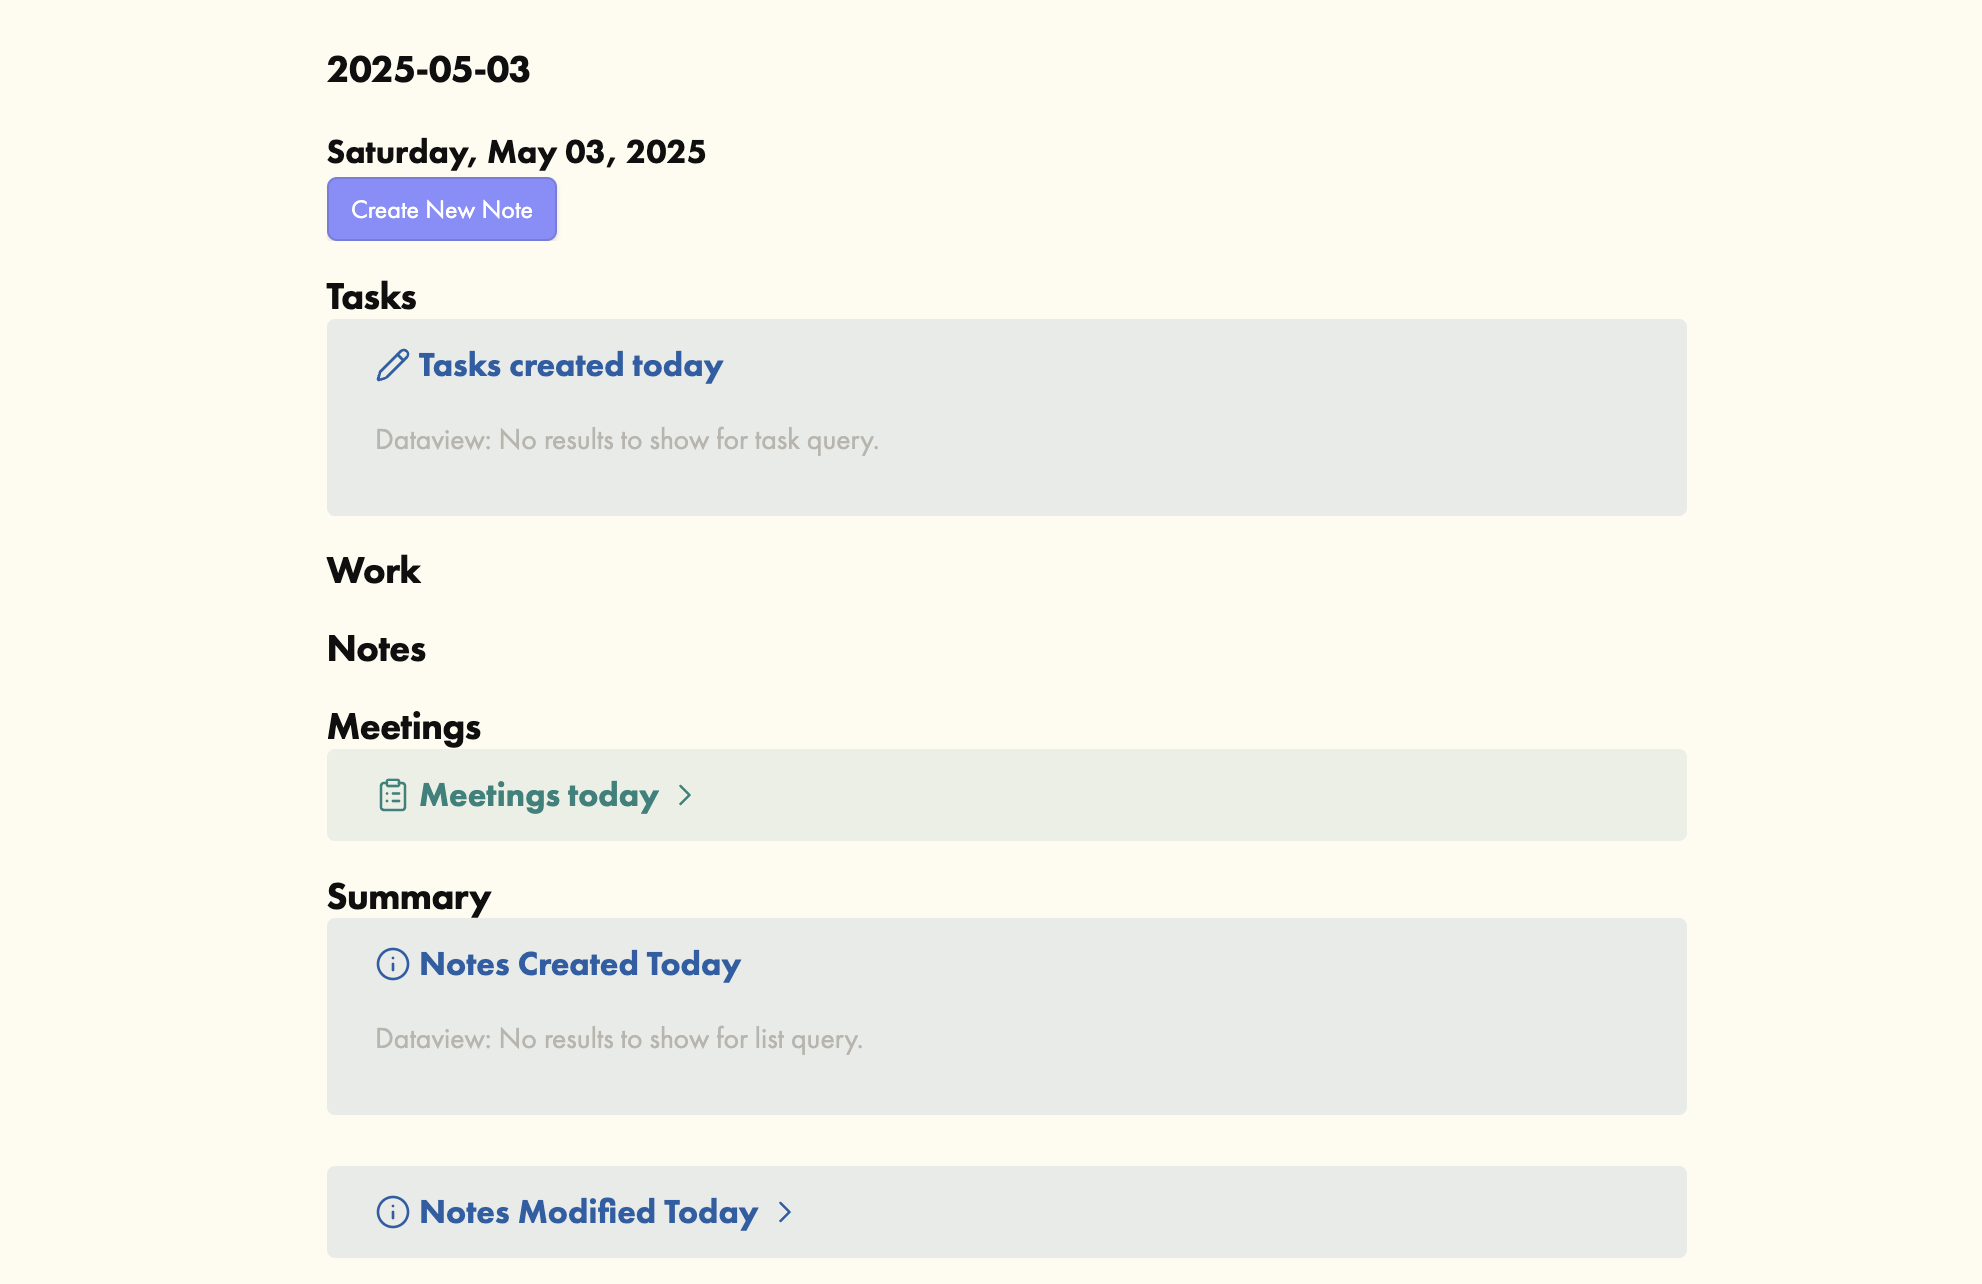 2025-05-03
Saturday, May 03, 2025
Create New Note
Tasks
Tasks created today
Dataview: No results to show for task query.
Work
Notes
Meetings
Meetings today
Summary
Notes Created Today
Dataview: No results to show for list query.
Notes Modified Today